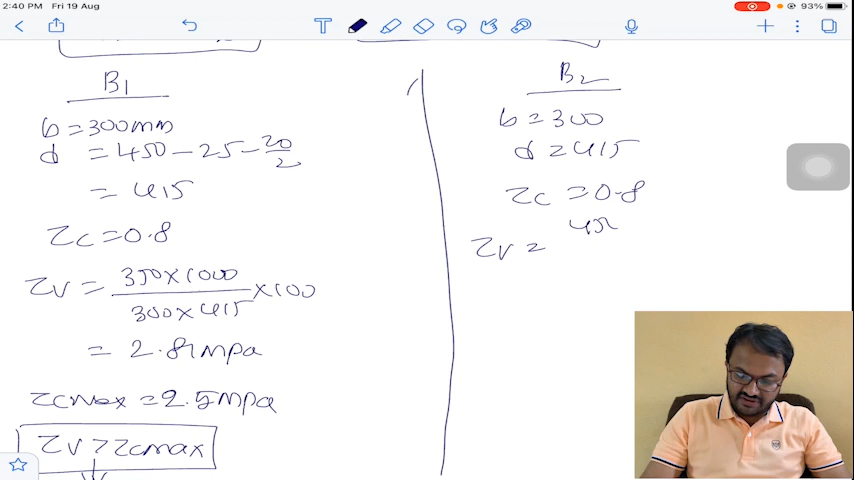 2:40 PM Fri 19 Aug
93%
T
B1
b = 300mm
d = 450 - 25 - 20/2
= 415
τc = 0.8
τv = 350 × 1000 / 300 × 415 × 100
= 2.81 Mpa
τcmax = 2.5 Mpa
τv > τcmax
B2
b = 300
d = 415
τc = 0.8
τv =